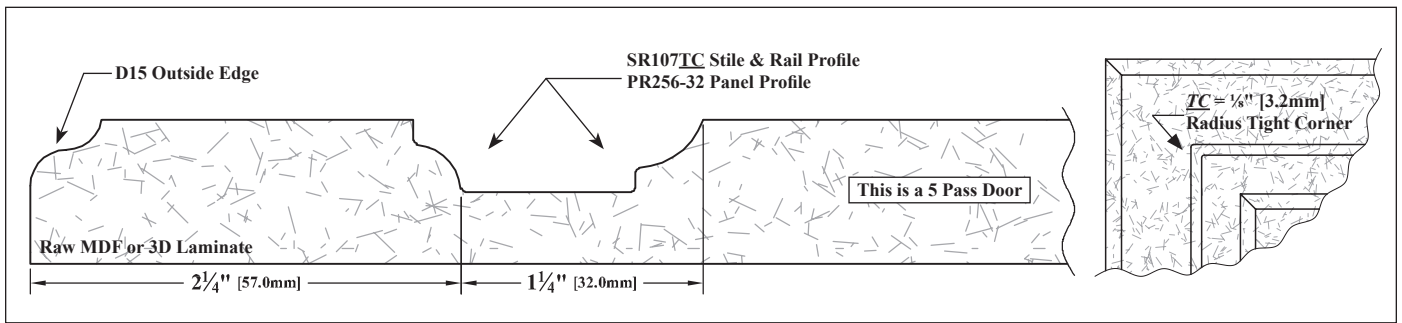 D15 Outside Edge
SR107TC Stile & Rail Profile
PR256-32 Panel Profile
TC = ⅛" [3.2mm]
Radius Tight Corner
This is a 5 Pass Door
Raw MDF or 3D Laminate
2¼" [57.0mm]
1¼" [32.0mm]